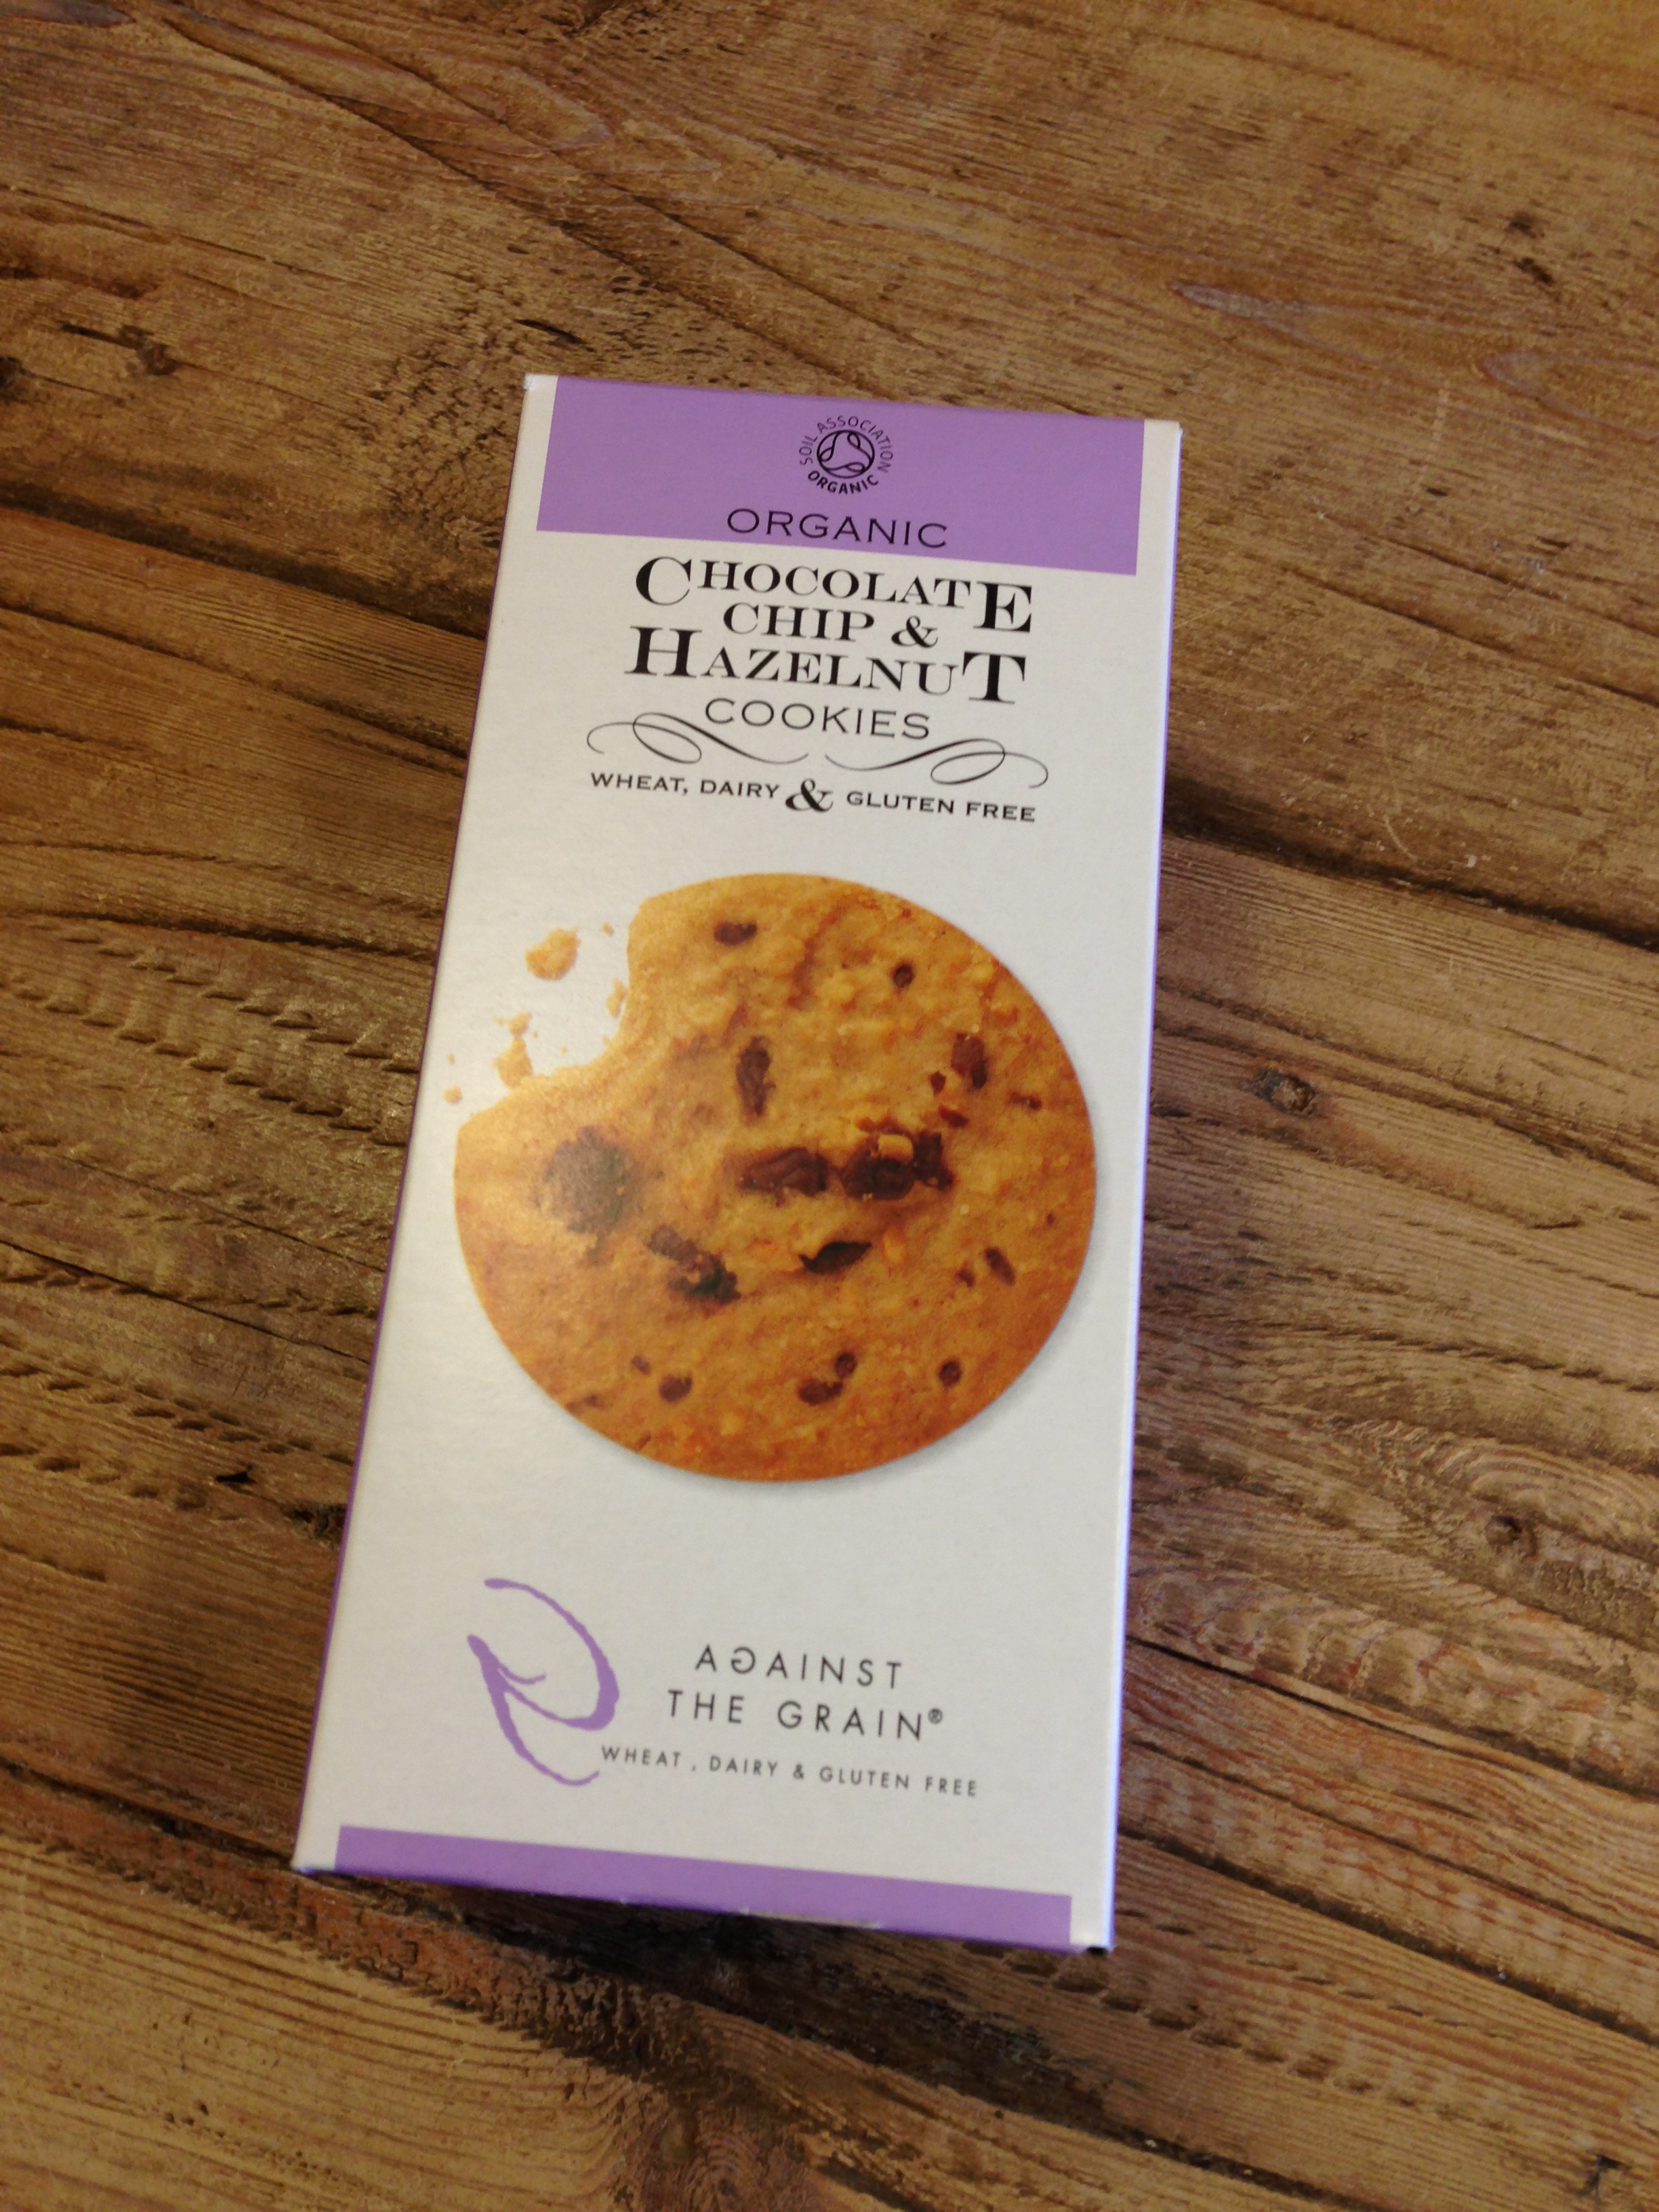 SOIL ASSOCIATION
ORGANIC
ORGANIC
CHOCOLATE
CHIP &
HAZELNUT
COOKIES
WHEAT, DAIRY & GLUTEN FREE
AGAINST
THE GRAIN®
WHEAT, DAIRY & GLUTEN FREE